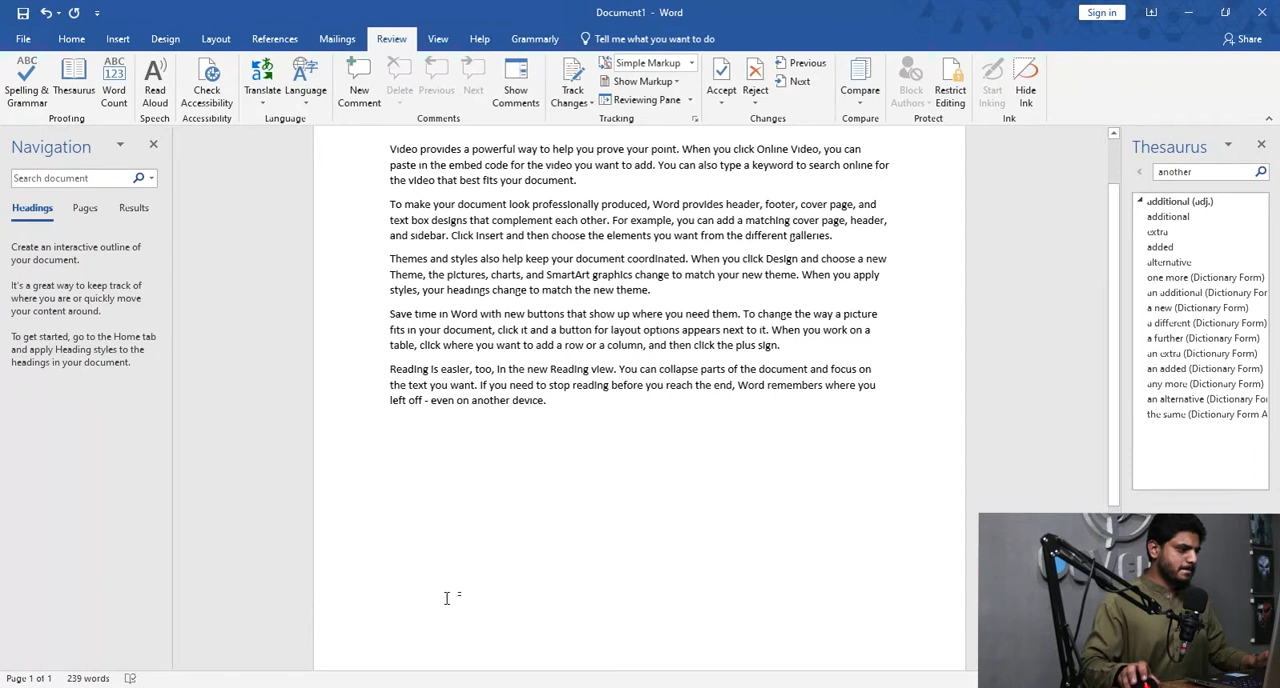 Document1 - Word
Sign in
File Home Insert Design Layout References Mailings Review View Help Grammarly Tell me what you want to do Share
Spelling & Grammar
Thesaurus
Word Count
Read Aloud
Check Accessibility
Translate
Language
New Comment
Delete
Previous
Next
Show Comments
Track Changes
Simple Markup
Show Markup
Reviewing Pane
Accept
Reject
Previous
Next
Compare
Block Authors
Restrict Editing
Start Inking
Hide Ink
Proofing Speech Accessibility Language Comments Tracking Changes Compare Protect Ink
Navigation
Search document
Headings Pages Results
Create an interactive outline of
your document.
It's a great way to keep track of
where you are or quickly move
your content around.
To get started, go to the Home tab
and apply Heading styles to the
headings in your document.
Video provides a powerful way to help you prove your point. When you click Online Video, you can
paste in the embed code for the video you want to add. You can also type a keyword to search online for
the video that best fits your document.
To make your document look professionally produced, Word provides header, footer, cover page, and
text box designs that complement each other. For example, you can add a matching cover page, header,
and sidebar. Click Insert and then choose the elements you want from the different galleries.
Themes and styles also help keep your document coordinated. When you click Design and choose a new
Theme, the pictures, charts, and SmartArt graphics change to match your new theme. When you apply
styles, your headings change to match the new theme.
Save time in Word with new buttons that show up where you need them. To change the way a picture
fits in your document, click it and a button for layout options appears next to it. When you work on a
table, click where you want to add a row or a column, and then click the plus sign.
Reading is easier, too, in the new Reading view. You can collapse parts of the document and focus on
the text you want. If you need to stop reading before you reach the end, Word remembers where you
left off - even on another device.
Thesaurus
another
additional (adj.)
additional
extra
added
alternative
one more (Dictionary Form)
an additional (Dictionary For
a new (Dictionary Form)
a different (Dictionary Form)
a further (Dictionary Form)
an extra (Dictionary Form)
an added (Dictionary Form)
any more (Dictionary Form)
an alternative (Dictionary Fo
the same (Dictionary Form A
Page 1 of 1 239 words